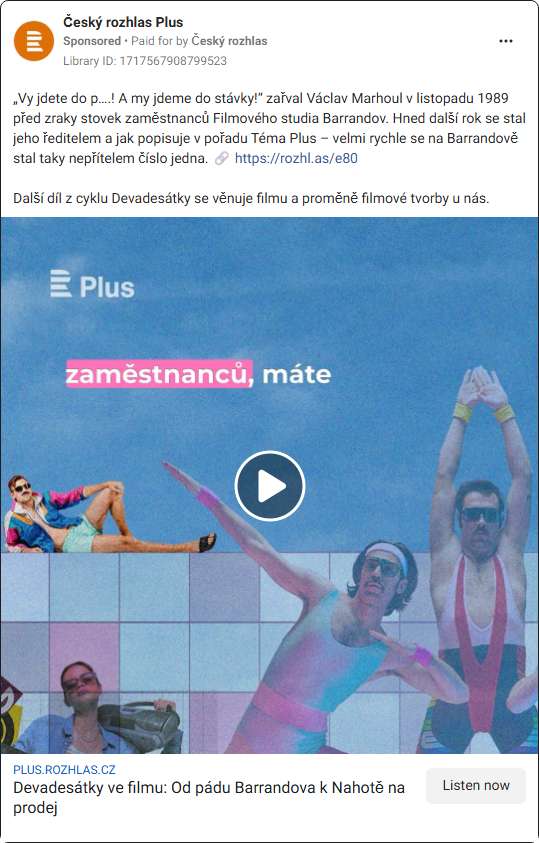 Český rozhlas Plus
Sponsored • Paid for by Český rozhlas
Library ID: 1717567908799523
„Vy jdete do p….! A my jdeme do stávky!“ zařval Václav Marhoul v listopadu 1989
před zraky stovek zaměstnanců Filmového studia Barrandov. Hned další rok se stal
jeho ředitelem a jak popisuje v pořadu Téma Plus – velmi rychle se na Barrandově
stal taky nepřítelem číslo jedna. 🔗 https://rozhl.as/e80
Další díl z cyklu Devadesátky se věnuje filmu a proměně filmové tvorby u nás.
Plus
zaměstnanců, máte
PLUS.ROZHLAS.CZ
Devadesátky ve filmu: Od pádu Barrandova k Nahotě na
prodej
Listen now